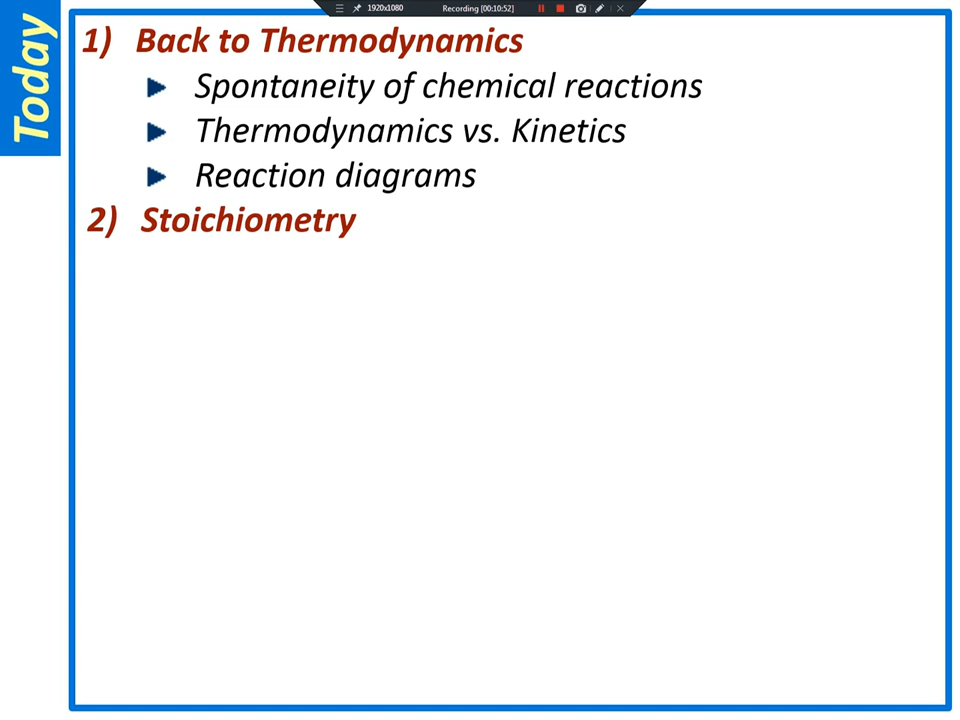 1920x1080 Recording [00:10:52]
Today
1) Back to Thermodynamics
Spontaneity of chemical reactions
Thermodynamics vs. Kinetics
Reaction diagrams
2) Stoichiometry